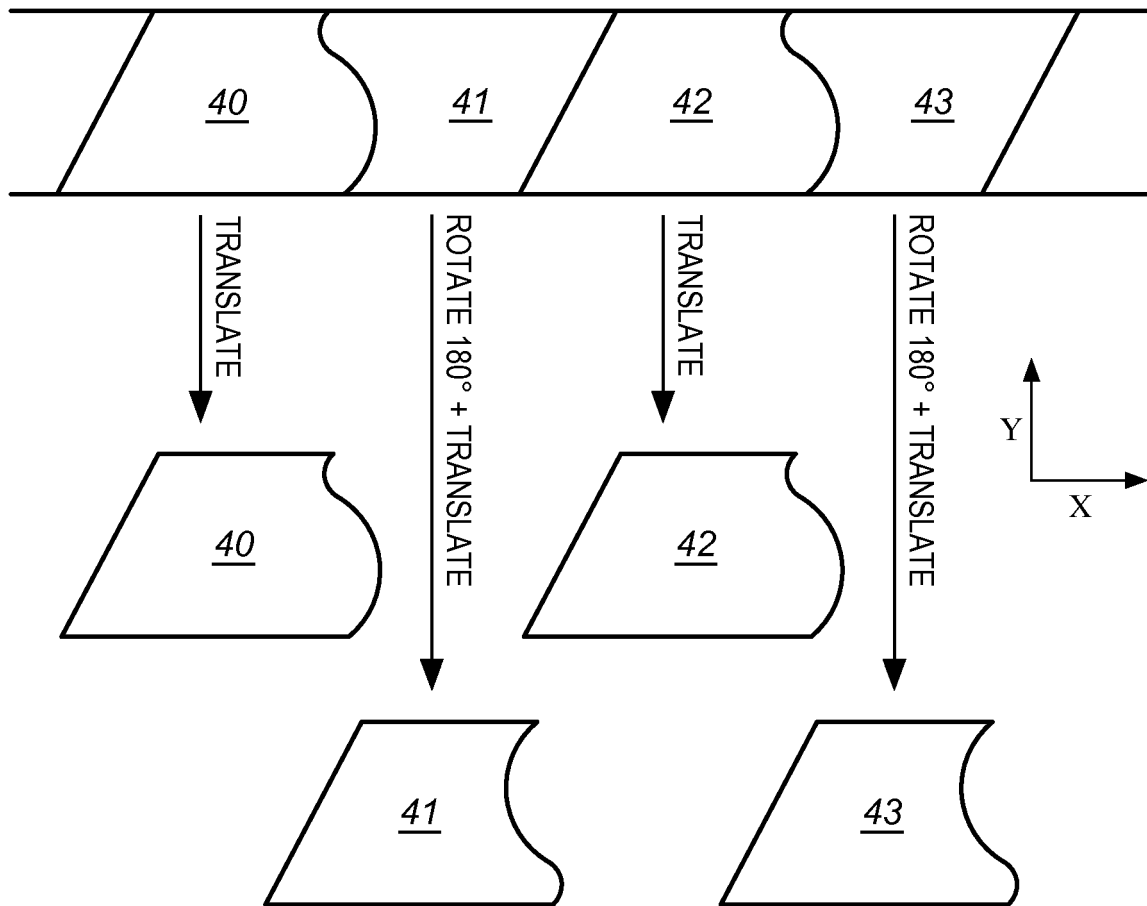 40
41
42
43
TRANSLATE
ROTATE 180° + TRANSLATE
TRANSLATE
ROTATE 180° + TRANSLATE
Y
X
40
42
41
43